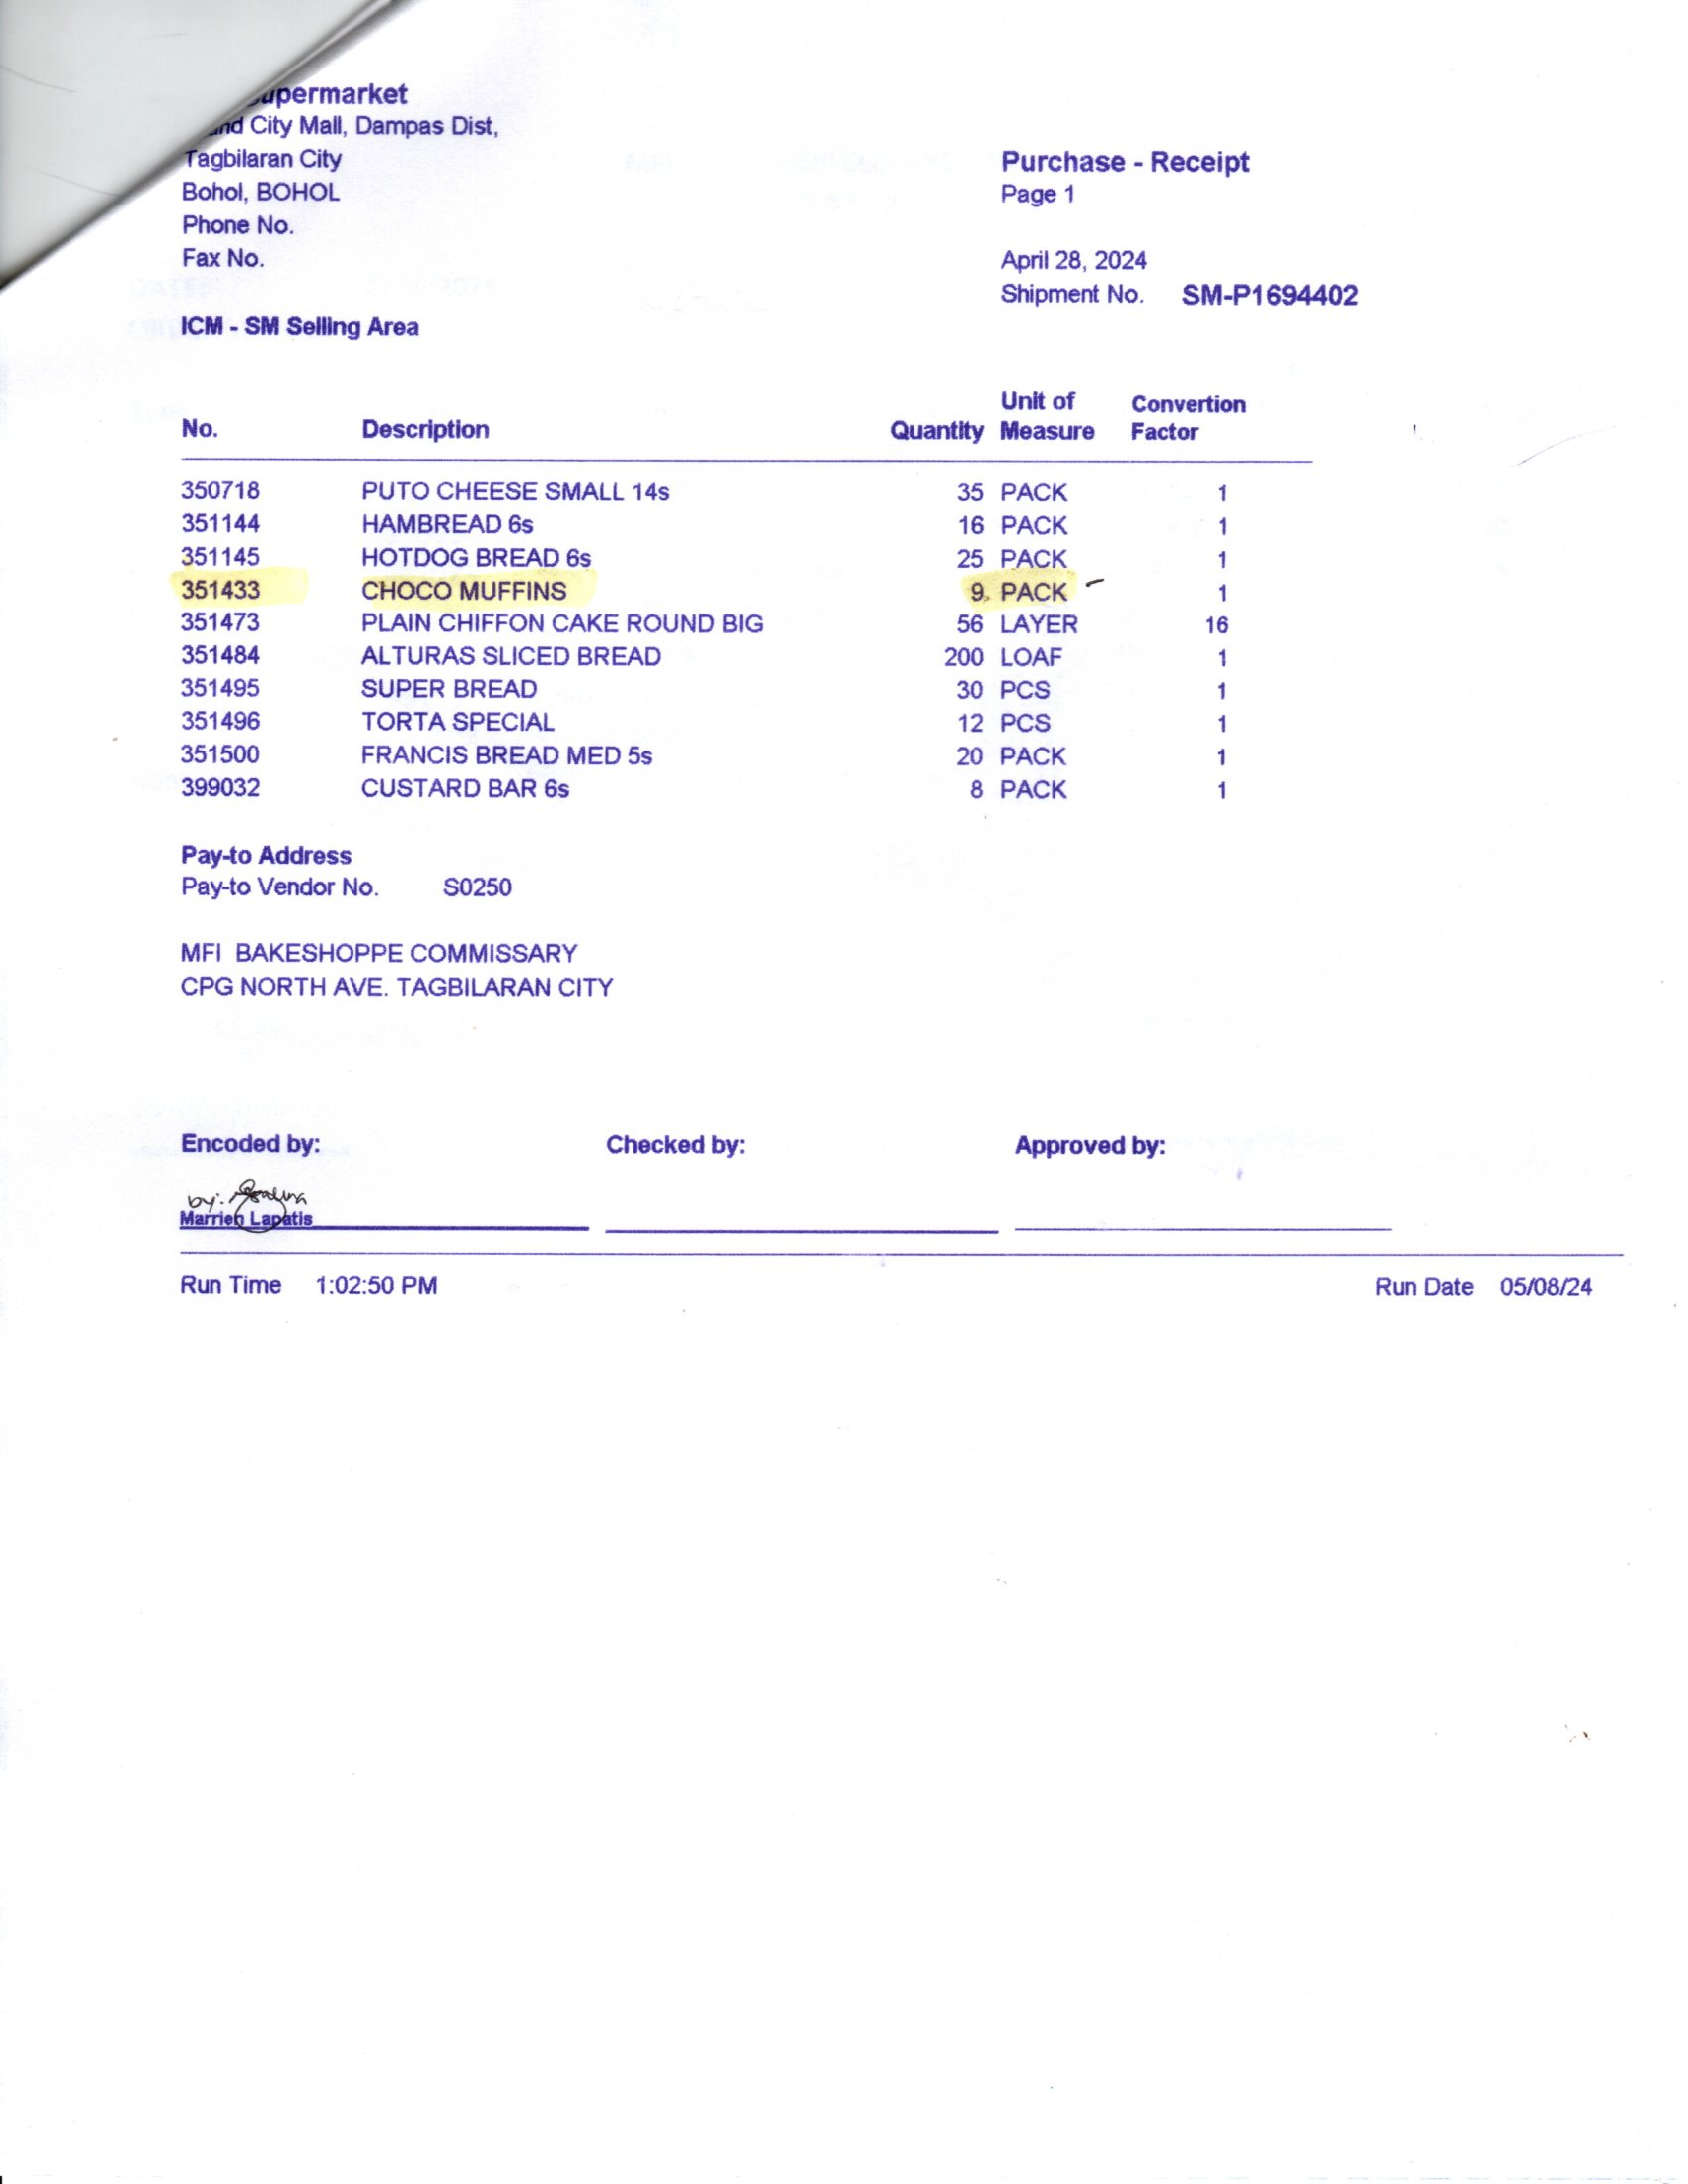 City Mall, Dampas Dist,
Tagbilaran City
Bohol, BOHOL
Phone No.
Fax No.
Purchase - Receipt
Page 1
April 28, 2024
Shipment No. SM-P1694402
ICM - SM Selling Area
No. Description Quantity Unit of Measure Convertion Factor
350718 PUTO CHEESE SMALL 14s 35 PACK 1
351144 HAMBREAD 6s 16 PACK 1
351145 HOTDOG BREAD 6s 25 PACK 1
351433 CHOCO MUFFINS 9 PACK 1
351473 PLAIN CHIFFON CAKE ROUND BIG 56 LAYER 16
351484 ALTURAS SLICED BREAD 200 LOAF 1
351495 SUPER BREAD 30 PCS 1
351496 TORTA SPECIAL 12 PCS 1
351500 FRANCIS BREAD MED 5s 20 PACK 1
399032 CUSTARD BAR 6s 8 PACK 1
Pay-to Address
Pay-to Vendor No. S0250
MFI BAKESHOPPE COMMISSARY
CPG NORTH AVE. TAGBILARAN CITY
Encoded by: Checked by: Approved by:
by:
Lapatis
Run Time 1:02:50 PM Run Date 05/08/24